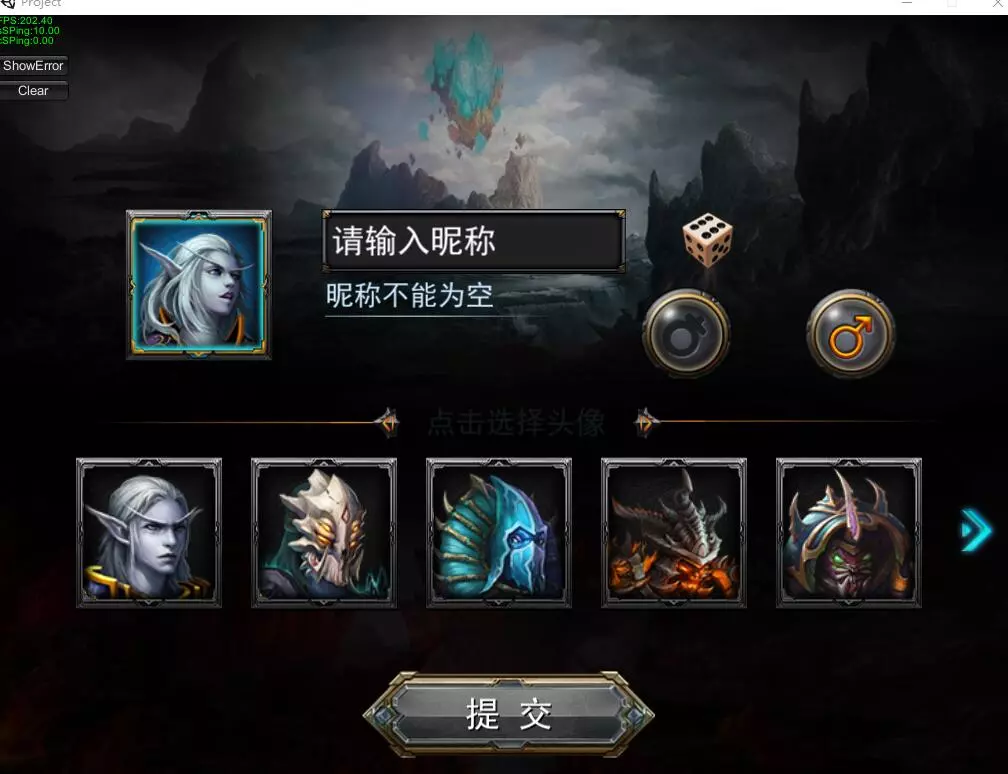 Project
FPS:202.40
sSPing:10.00
cSPing:0.00
ShowError
Clear
请输入昵称
昵称不能为空
点击选择头像
提 交